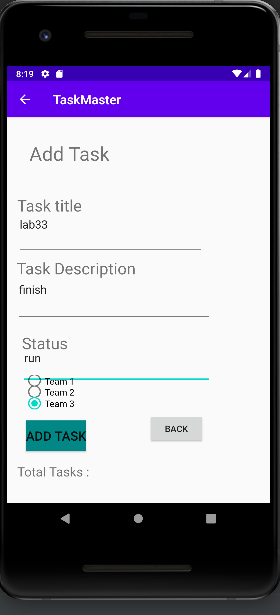 8:19
TaskMaster
Add Task
Task title
lab33
Task Description
finish
Status
run
Team 1
Team 2
Team 3
ADD TASK
BACK
Total Tasks :